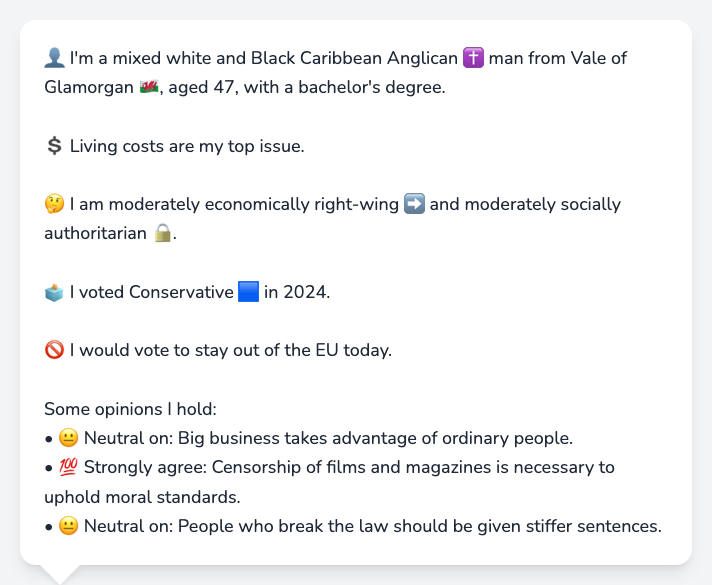 👤 I'm a mixed white and Black Caribbean Anglican ✝️ man from Vale of
Glamorgan 🏴󠁧󠁢󠁷󠁬󠁳󠁿, aged 47, with a bachelor's degree.
💲 Living costs are my top issue.
🤔 I am moderately economically right-wing ➡️ and moderately socially
authoritarian 🔒.
🗳️ I voted Conservative 🟦 in 2024.
🚫 I would vote to stay out of the EU today.
Some opinions I hold:
• 😐 Neutral on: Big business takes advantage of ordinary people.
• 💯 Strongly agree: Censorship of films and magazines is necessary to
uphold moral standards.
• 😐 Neutral on: People who break the law should be given stiffer sentences.